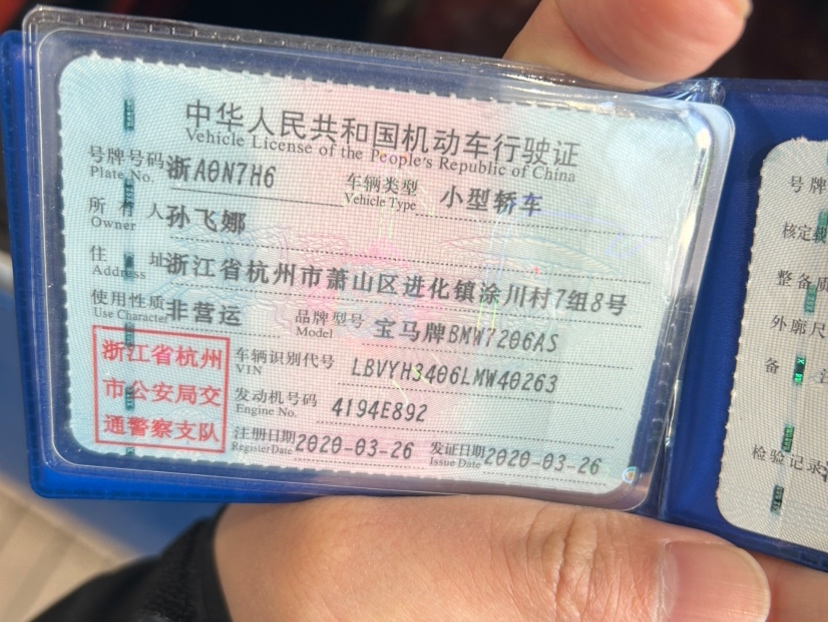 中华人民共和国机动车行驶证
Vehicle License of the People's Republic of China
号牌号码 浙A0N7H6 车辆类型 小型轿车
Plate No. Vehicle Type
所有人 孙飞娜
Owner
住址 浙江省杭州市萧山区进化镇涂川村7组8号
Address
使用性质 非营运 品牌型号 宝马牌BMW7206AS
Use Character Model
浙江省杭州
市公安局交
通警察支队
车辆识别代号 LBVYH3406LMW40263
VIN
发动机号码 4194E892
Engine No.
注册日期 2020-03-26 发证日期 2020-03-26
Register Date Issue Date
号牌
核定载
整备质
外廓尺
备注
检验记录